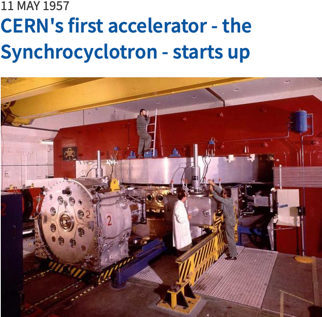 11 MAY 1957
CERN's first accelerator - the
Synchrocyclotron - starts up